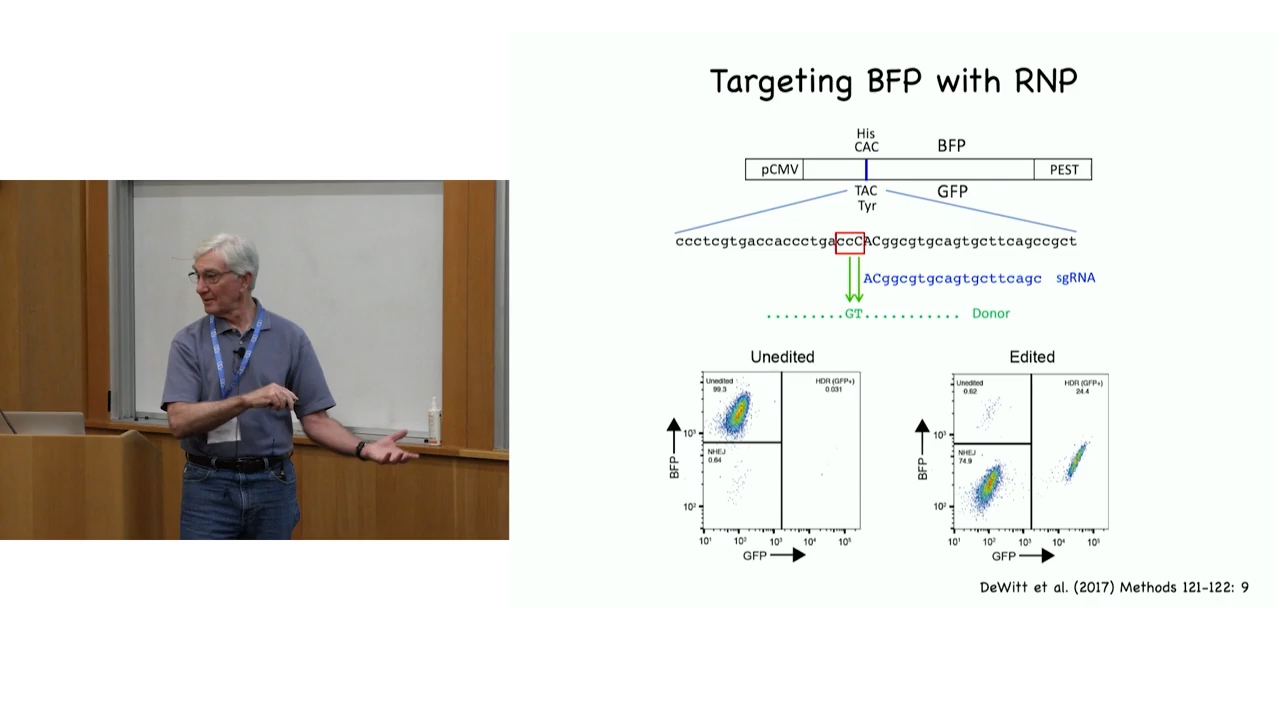 Targeting BFP with RNP
His
CAC
BFP
pCMV
PEST
TAC
GFP
Tyr
ccctcgtgaccaccctgaccCACggcgtgcagtgcttcagccgct
ACggcgtgcagtgcttcagc sgRNA
.........GT........... Donor
Unedited
Edited
Unedited
99.3
HDR (GFP+)
0.031
NHEJ
0.64
BFP
10³
10²
10¹ 10² 10³ 10⁴ 10⁵
GFP
Unedited
0.62
HDR (GFP+)
24.4
NHEJ
74.9
BFP
10³
10²
10¹ 10² 10³ 10⁴ 10⁵
GFP
DeWitt et al. (2017) Methods 121-122: 9